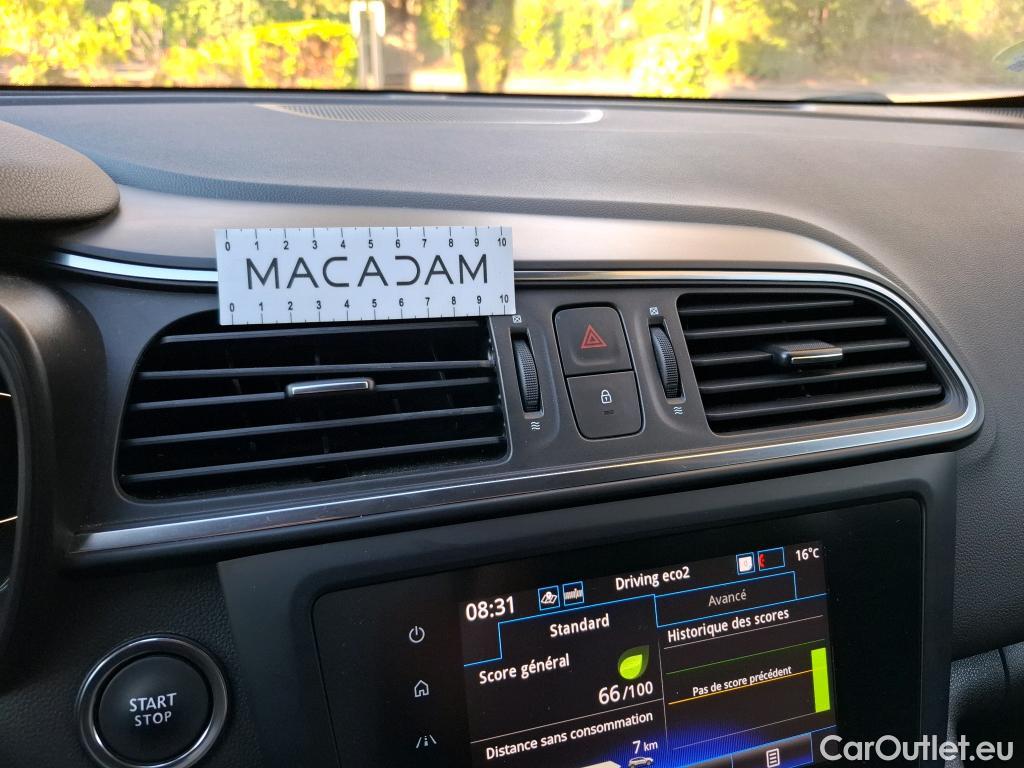 0 1 2 3 4 5 6 7 8 9 10
MACADAM
0 1 2 3 4 5 6 7 8 9 10
08:31
Driving eco2
16°C
Standard
Avancé
Score général
66/100
Distance sans consommation
7 km
Historique des scores
Pas de score précédent
START
STOP
CarOutlet.eu